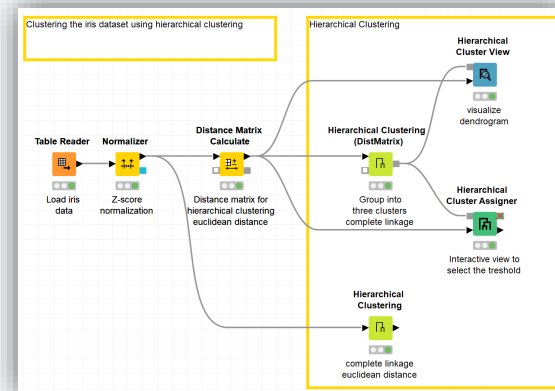 Clustering the iris dataset using hierarchical clustering
Hierarchical Clustering
Hierarchical
Cluster View
visualize
dendrogram
Table Reader
Load iris
data
Normalizer
Z-score
normalization
Distance Matrix
Calculate
Distance matrix for
hierarchical clustering
euclidean distance
Hierarchical Clustering
(DistMatrix)
Group into
three clusters
complete linkage
Hierarchical
Cluster Assigner
Interactive view to
select the treshold
Hierarchical
Clustering
complete linkage
euclidean distance